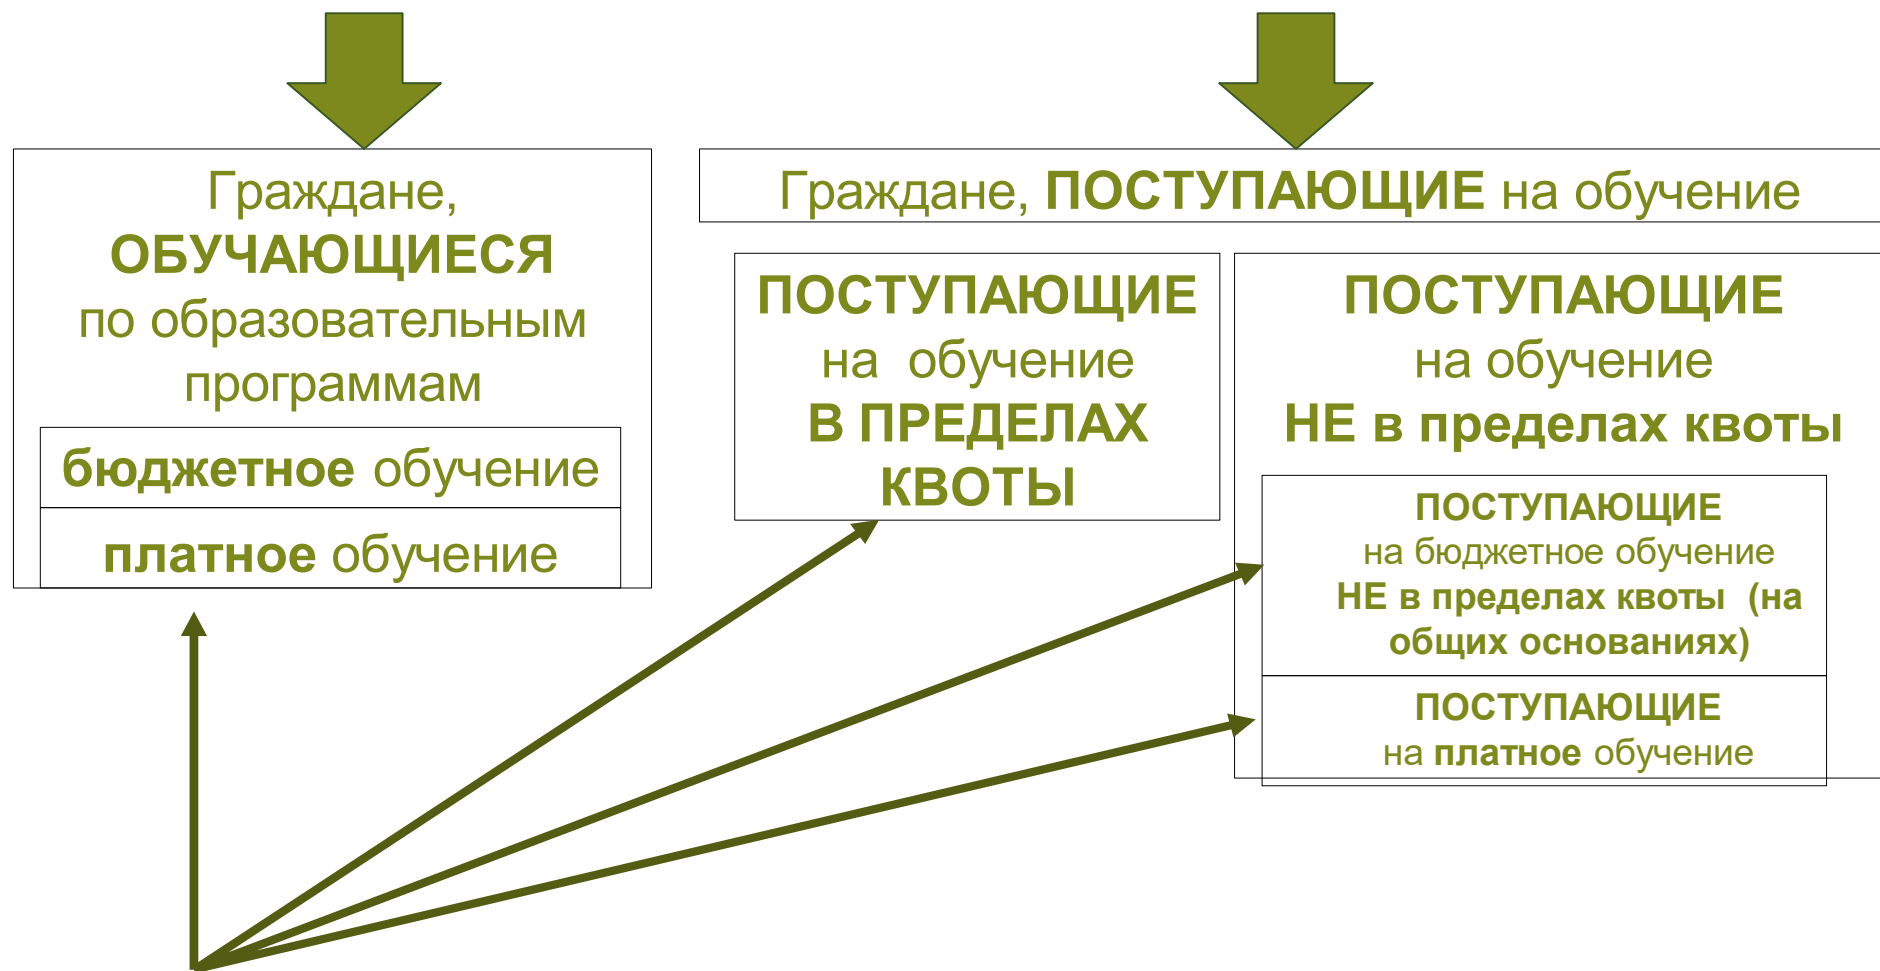 Граждане,
ОБУЧАЮЩИЕСЯ
по образовательным
программам
бюджетное обучение
платное обучение
Граждане, ПОСТУПАЮЩИЕ на обучение
ПОСТУПАЮЩИЕ
на обучение
В ПРЕДЕЛАХ
КВОТЫ
ПОСТУПАЮЩИЕ
на обучение
НЕ в пределах квоты
ПОСТУПАЮЩИЕ
на бюджетное обучение
НЕ в пределах квоты (на
общих основаниях)
ПОСТУПАЮЩИЕ
на платное обучение